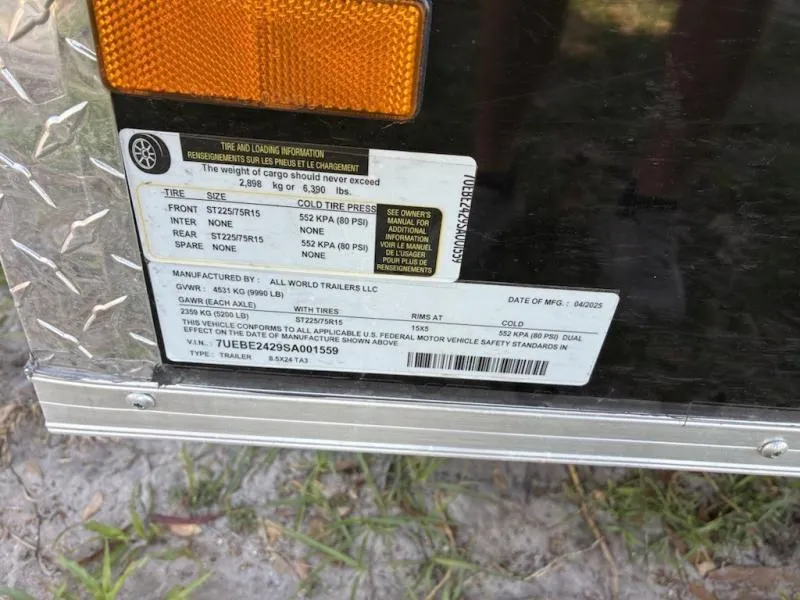 TIRE AND LOADING INFORMATION
RENSEIGNEMENTS SUR LES PNEUS ET LE CHARGEMENT
The weight of cargo should never exceed
2,898 kg or 6,390 lbs.
TIRE SIZE COLD TIRE PRESS
FRONT ST225/75R15 552 KPA (80 PSI)
INTER NONE NONE
REAR ST225/75R15 552 KPA (80 PSI)
SPARE NONE NONE
SEE OWNER'S
MANUAL FOR
ADDITIONAL
INFORMATION
VOIR LE MANUEL
DE L'USAGER
POUR PLUS DE
RENSEIGNEMENTS
7UEBE2429SA001559
MANUFACTURED BY : ALL WORLD TRAILERS LLC DATE OF MFG. : 04/2025
GVWR : 4531 KG (9990 LB)
GAWR (EACH AXLE) WITH TIRES RIMS AT COLD
2359 KG (5200 LB) ST225/75R15 15X5 552 KPA (80 PSI) DUAL
THIS VEHICLE CONFORMS TO ALL APPLICABLE U.S. FEDERAL MOTOR VEHICLE SAFETY STANDARDS IN
EFFECT ON THE DATE OF MANUFACTURE SHOWN ABOVE
V.I.N.: 7UEBE2429SA001559
TYPE : TRAILER 8.5X24 TA3